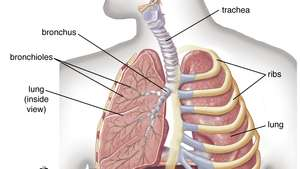 trachea
bronchus
bronchioles
lung
(inside
view)
ribs
lung